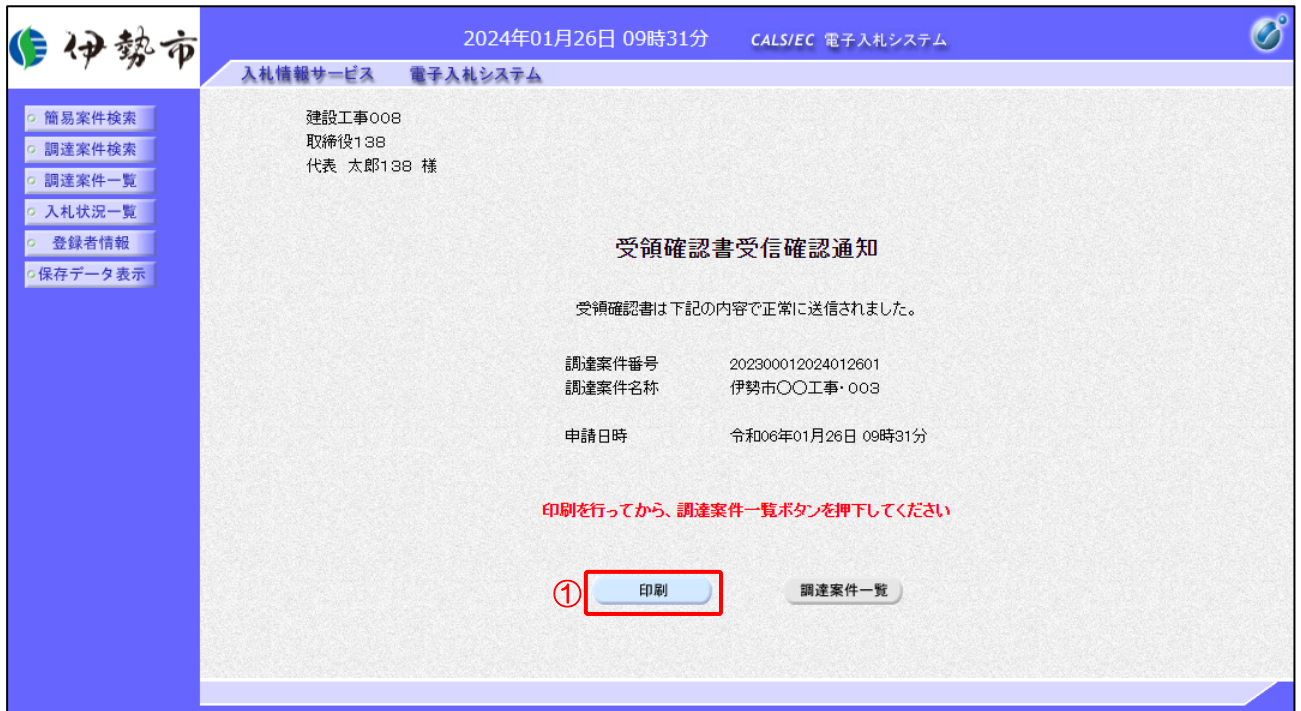 伊勢市
2024年01月26日 09時31分 CALS/EC 電子入札システム
入札情報サービス 電子入札システム
簡易案件検索
調達案件検索
調達案件一覧
入札状況一覧
登録者情報
保存データ表示
建設工事008
取締役138
代表 太郎138 様
受領確認書受信確認通知
受領確認書は下記の内容で正常に送信されました。
調達案件番号 202300012024012601
調達案件名称 伊勢市〇〇工事・003
申請日時 令和06年01月26日 09時31分
印刷を行ってから、調達案件一覧ボタンを押下してください
① 印刷 調達案件一覧